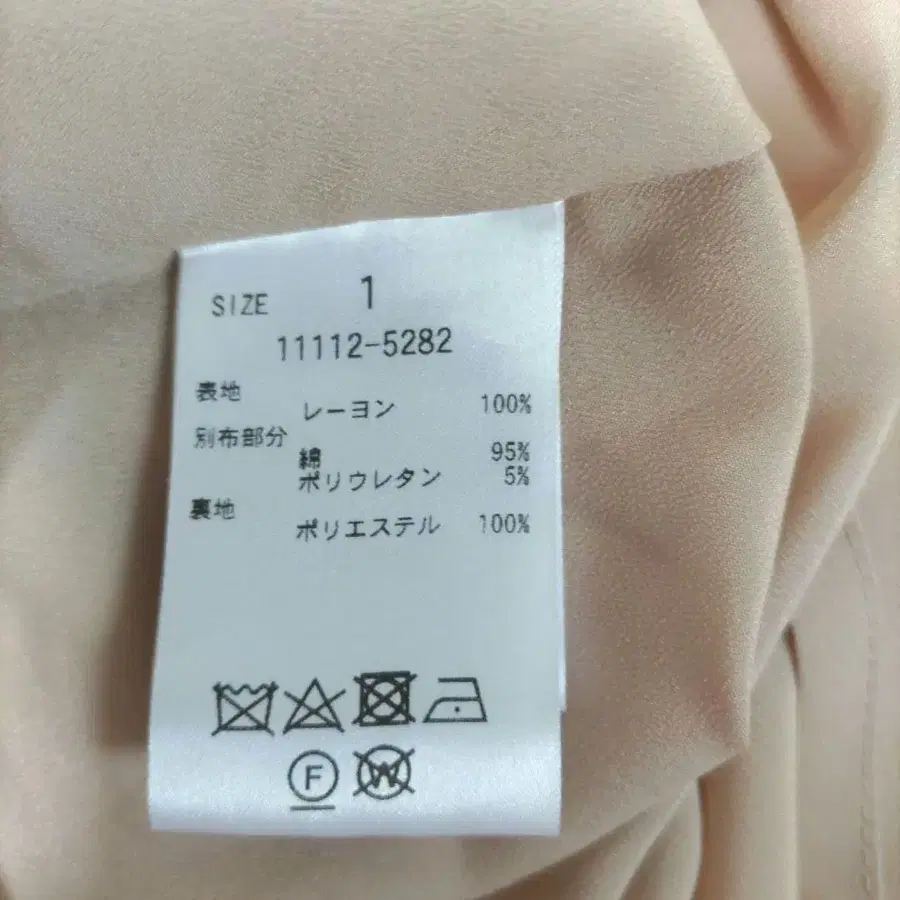 SIZE 1
11112-5282
表地
レーヨン 100%
別布部分
綿 95%
ポリウレタン 5%
裏地
ポリエステル 100%
F W